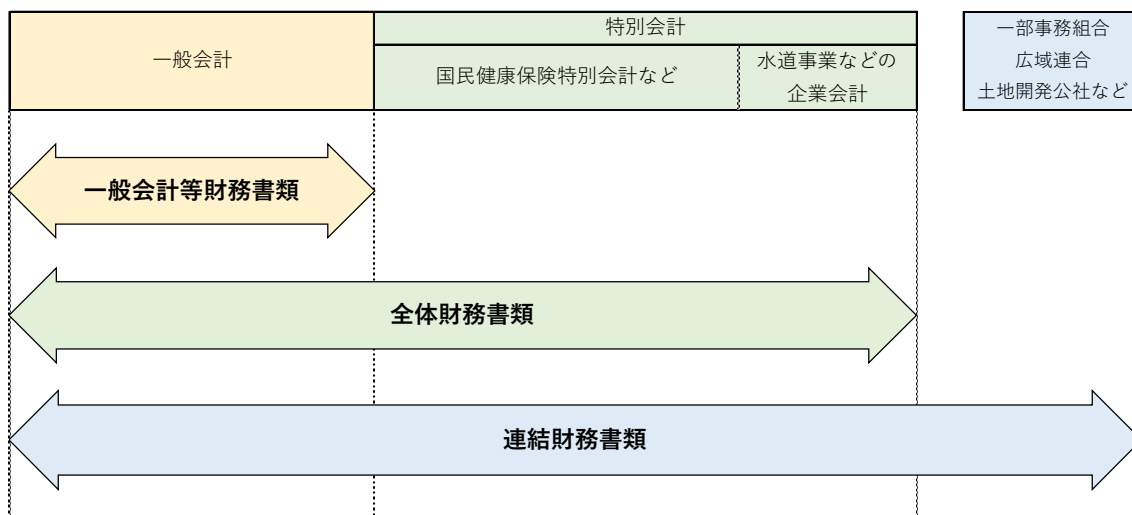 一般会計
特別会計
国民健康保険特別会計など
水道事業などの
企業会計
一部事務組合
広域連合
土地開発公社など
一般会計等財務書類
全体財務書類
連結財務書類